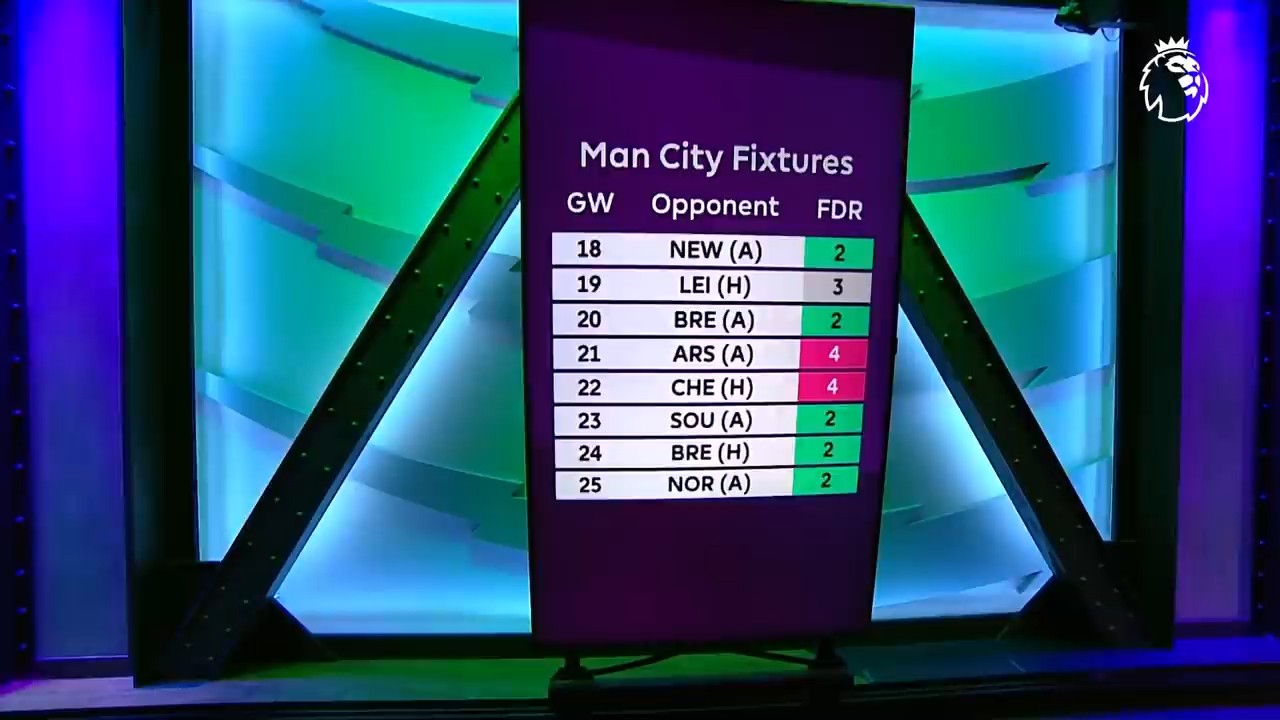 Man City Fixtures
GW Opponent FDR
18 NEW (A) 2
19 LEI (H) 3
20 BRE (A) 2
21 ARS (A) 4
22 CHE (H) 4
23 SOU (A) 2
24 BRE (H) 2
25 NOR (A) 2